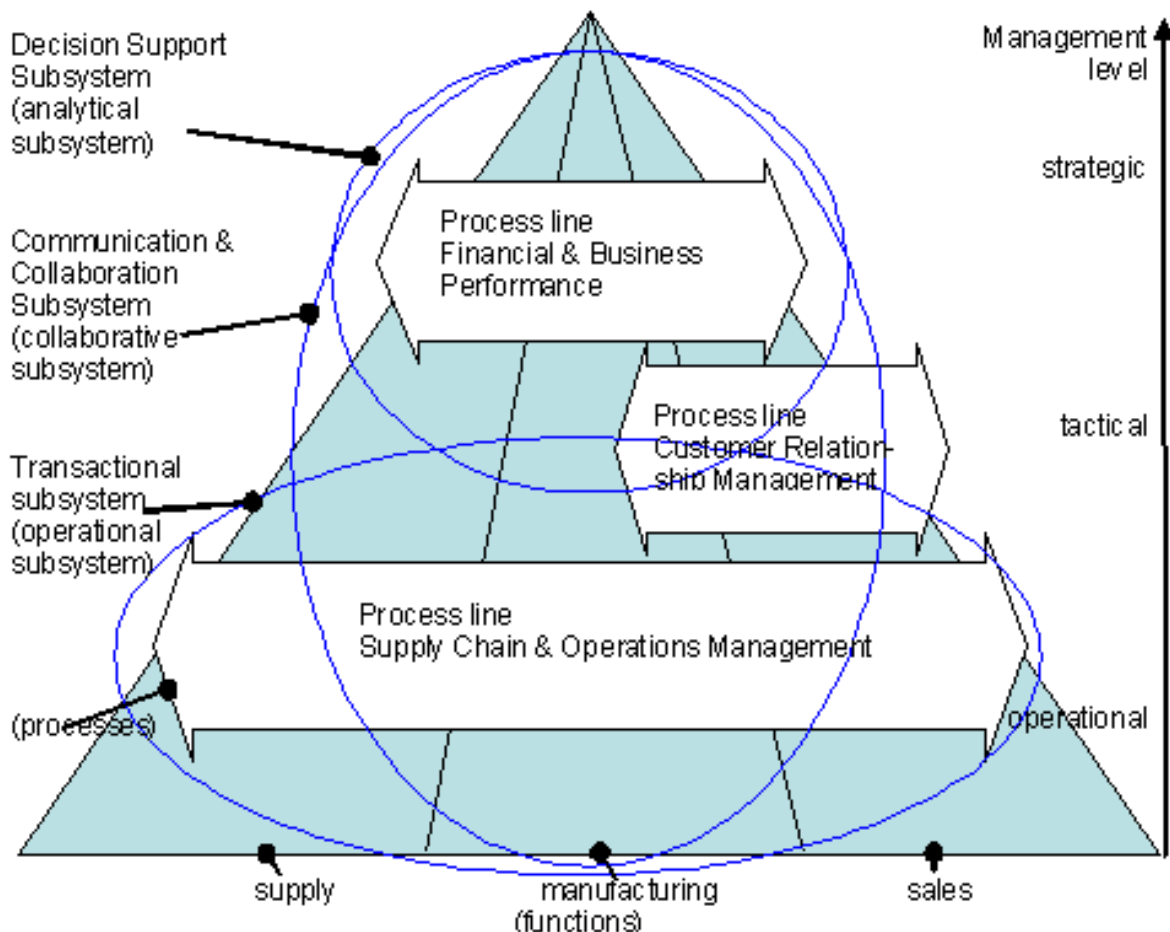 Decision Support
Subsystem
(analytical
subsystem)
Management
level
strategic
Process line
Financial & Business
Performance
Communication &
Collaboration
Subsystem
(collaborative
subsystem)
Process line
Customer Relation-
ship Management
tactical
Transactional
subsystem
(operational
subsystem)
Process line
Supply Chain & Operations Management
(processes)
operational
supply
manufacturing
(functions)
sales